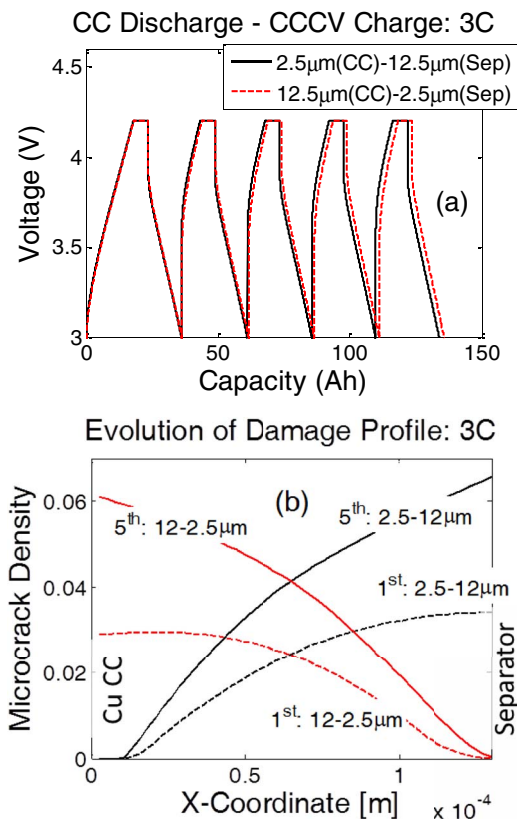 CC Discharge - CCCV Charge: 3C
2.5μm(CC)-12.5μm(Sep)
12.5μm(CC)-2.5μm(Sep)
4.5
4
3.5
3
Voltage (V)
(a)
0
50
100
150
Capacity (Ah)
Evolution of Damage Profile: 3C
0.06
0.04
0.02
0
Microcrack Density
(b)
5th: 12-2.5μm
5th: 2.5-12μm
1st: 2.5-12μm
1st: 12-2.5μm
Cu CC
Separator
0
0.5
1
X-Coordinate [m]
x 10-4